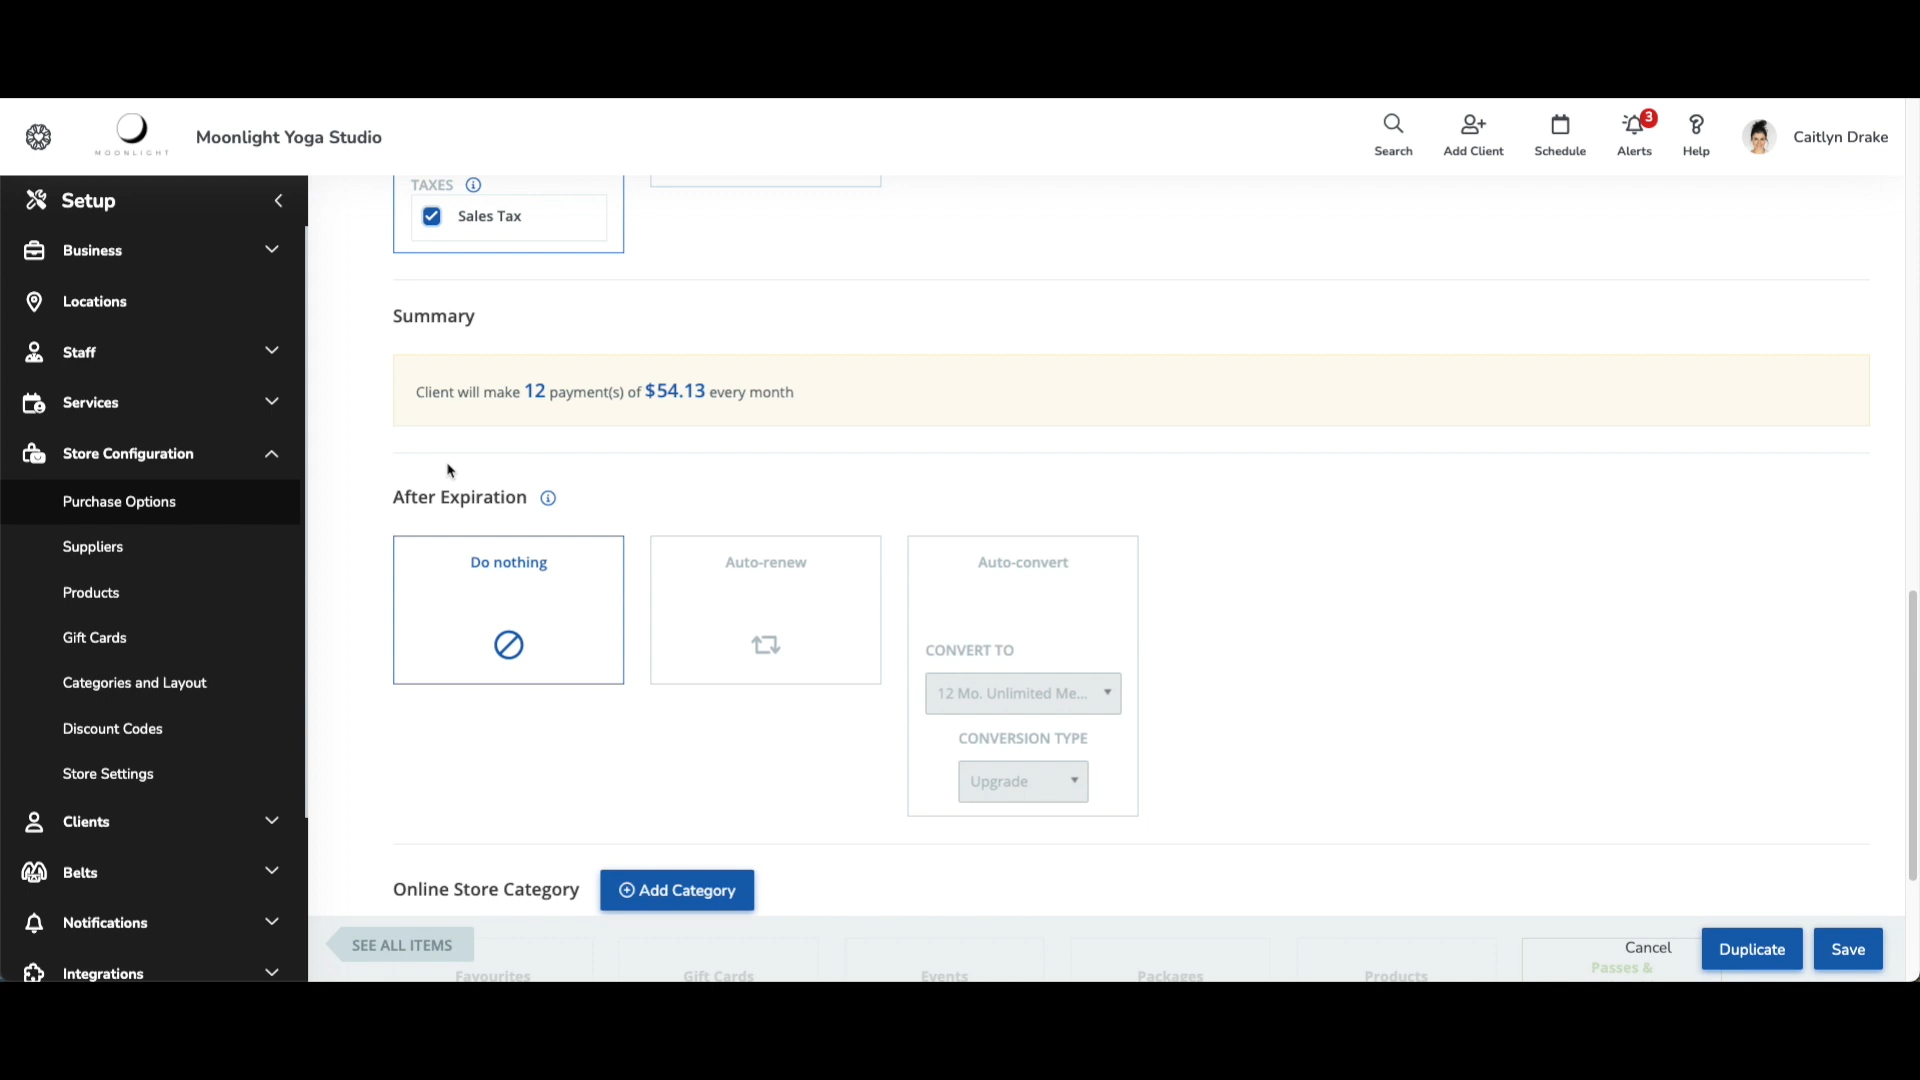 MOONLIGHT
Moonlight Yoga Studio
Search
Add Client
Schedule
3
Alerts
Help
Caitlyn Drake
Setup
Business
Locations
Staff
Services
Store Configuration
Purchase Options
Suppliers
Products
Gift Cards
Categories and Layout
Discount Codes
Store Settings
Clients
Belts
Notifications
Integrations
TAXES
Sales Tax
Summary
Client will make 12 payment(s) of $54.13 every month
After Expiration
Do nothing
Auto-renew
Auto-convert
CONVERT TO
12 Mo. Unlimited Me...
CONVERSION TYPE
Upgrade
Online Store Category
Add Category
SEE ALL ITEMS
Cancel
Duplicate
Save
Favourites
Gift Cards
Events
Packages
Products
Passes &